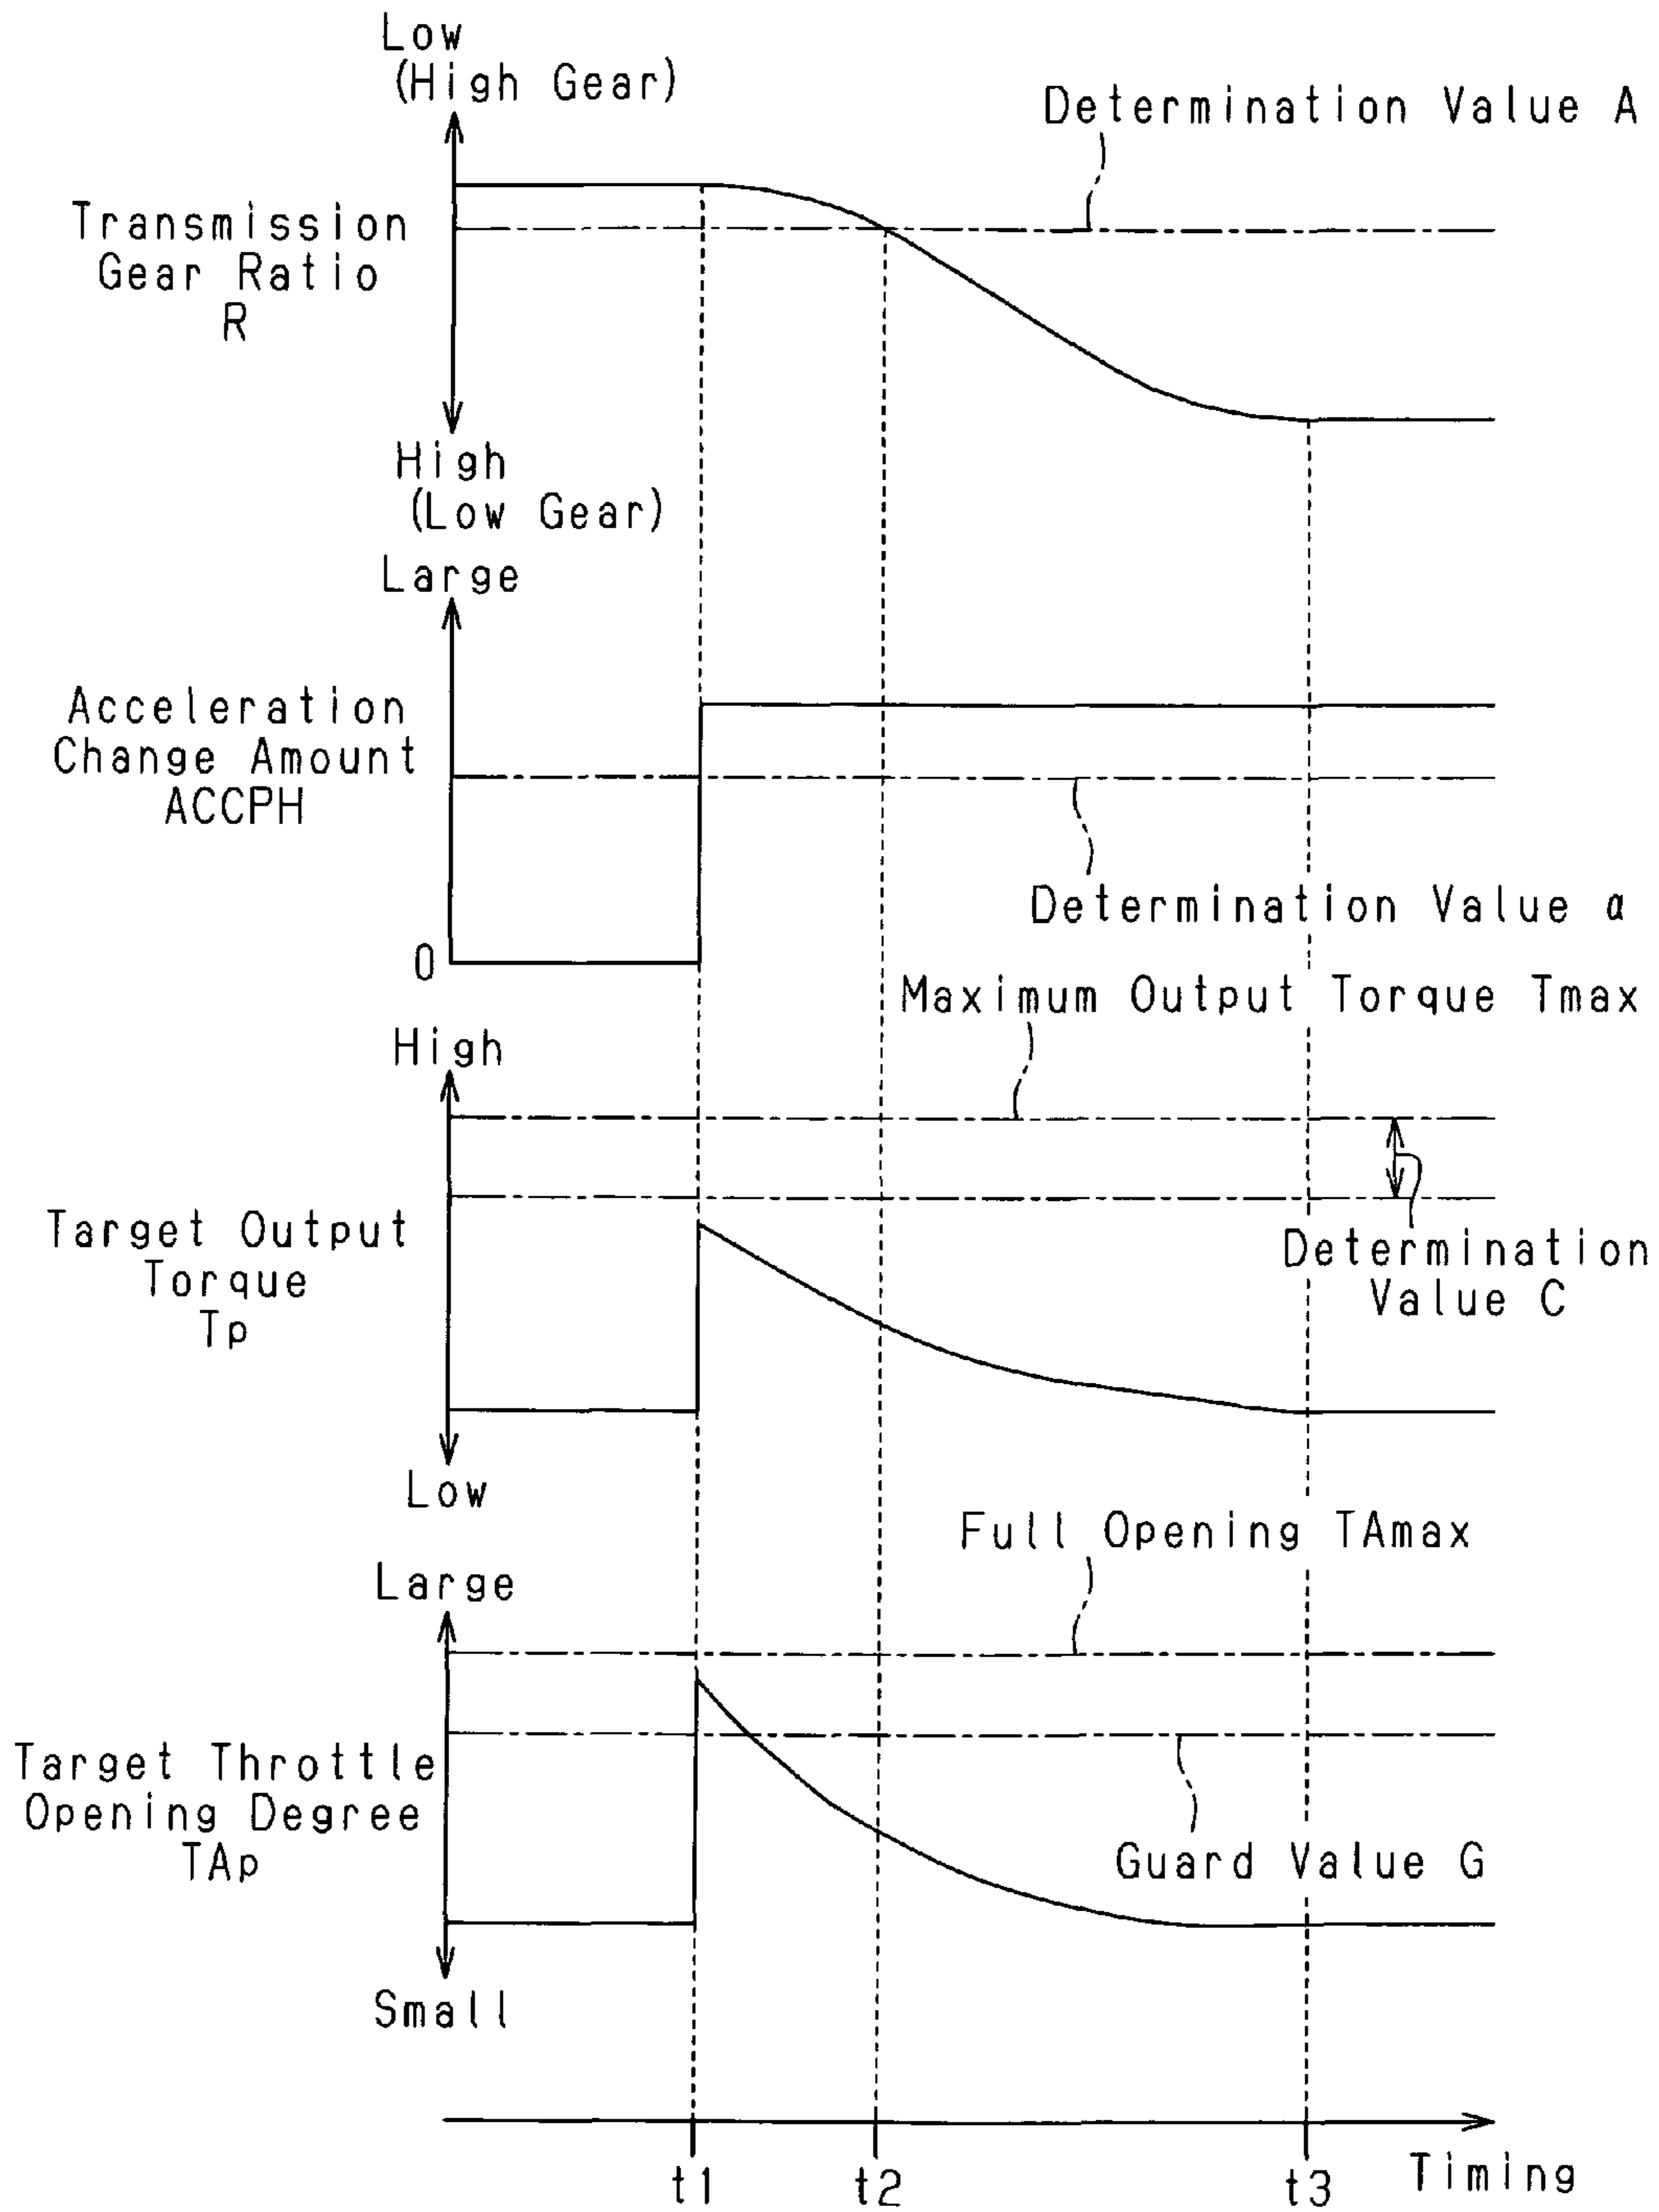 Low
(High Gear)
Determination Value A
Transmission
Gear Ratio
R
High
(Low Gear)
Large
Acceleration
Change Amount
ACCPH
Determination Value α
0
Maximum Output Torque Tmax
High
Target Output
Torque
Tp
Determination
Value C
Low
Full Opening TAmax
Large
Target Throttle
Opening Degree
TAp
Guard Value G
Small
t1
t2
t3
Timing